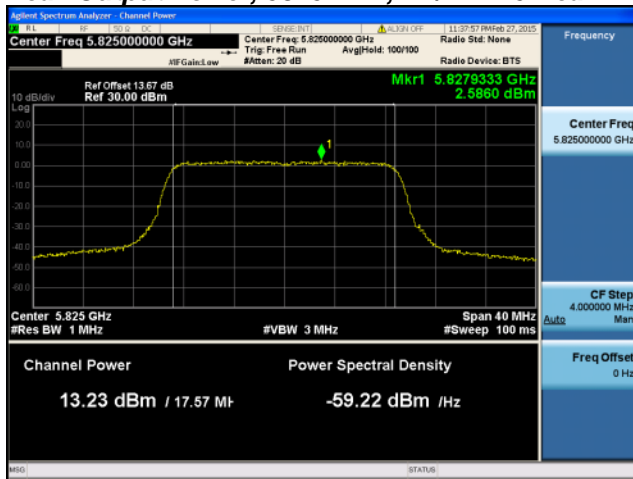 Agilent Spectrum Analyzer - Channel Power
RL RF 50 Ω DC SENSE:INT ALIGN OFF 11:37:57 PM Feb 27, 2015
Center Freq 5.825000000 GHz Center Freq: 5.825000000 GHz Radio Std: None Frequency
Trig: Free Run Avg|Hold: 100/100
#IFGain:Low #Atten: 20 dB Radio Device: BTS
Mkr1 5.8279333 GHz
2.5860 dBm
Ref Offset 13.67 dB
10 dB/div Ref 30.00 dBm
Log
20.0
10.0
0.00
-10.0
-20.0
-30.0
-40.0
-50.0
-60.0
1
Center Freq
5.825000000 GHz
Center 5.825 GHz Span 40 MHz
#Res BW 1 MHz #VBW 3 MHz #Sweep 100 ms
CF Step
4.000000 MHz
Auto Man
Channel Power Power Spectral Density
13.23 dBm / 17.57 MH -59.22 dBm /Hz
Freq Offset
0 Hz
MSG STATUS